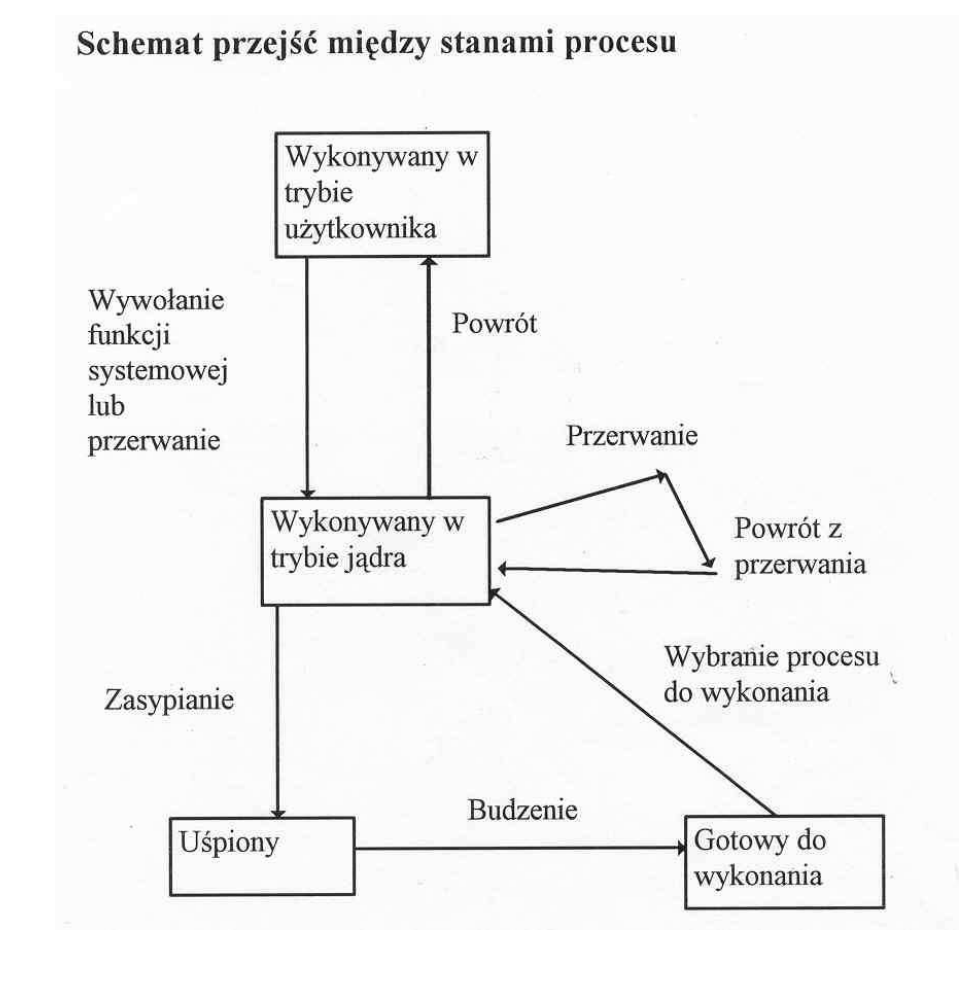 Schemat przejść między stanami procesu
Wykonywany w
trybie
użytkownika
Wywołanie
funkcji
systemowej
lub
przerwanie
Powrót
Przerwanie
Wykonywany w
trybie jądra
Powrót z
przerwania
Wybranie procesu
do wykonania
Zasypianie
Budzenie
Uśpiony
Gotowy do
wykonania